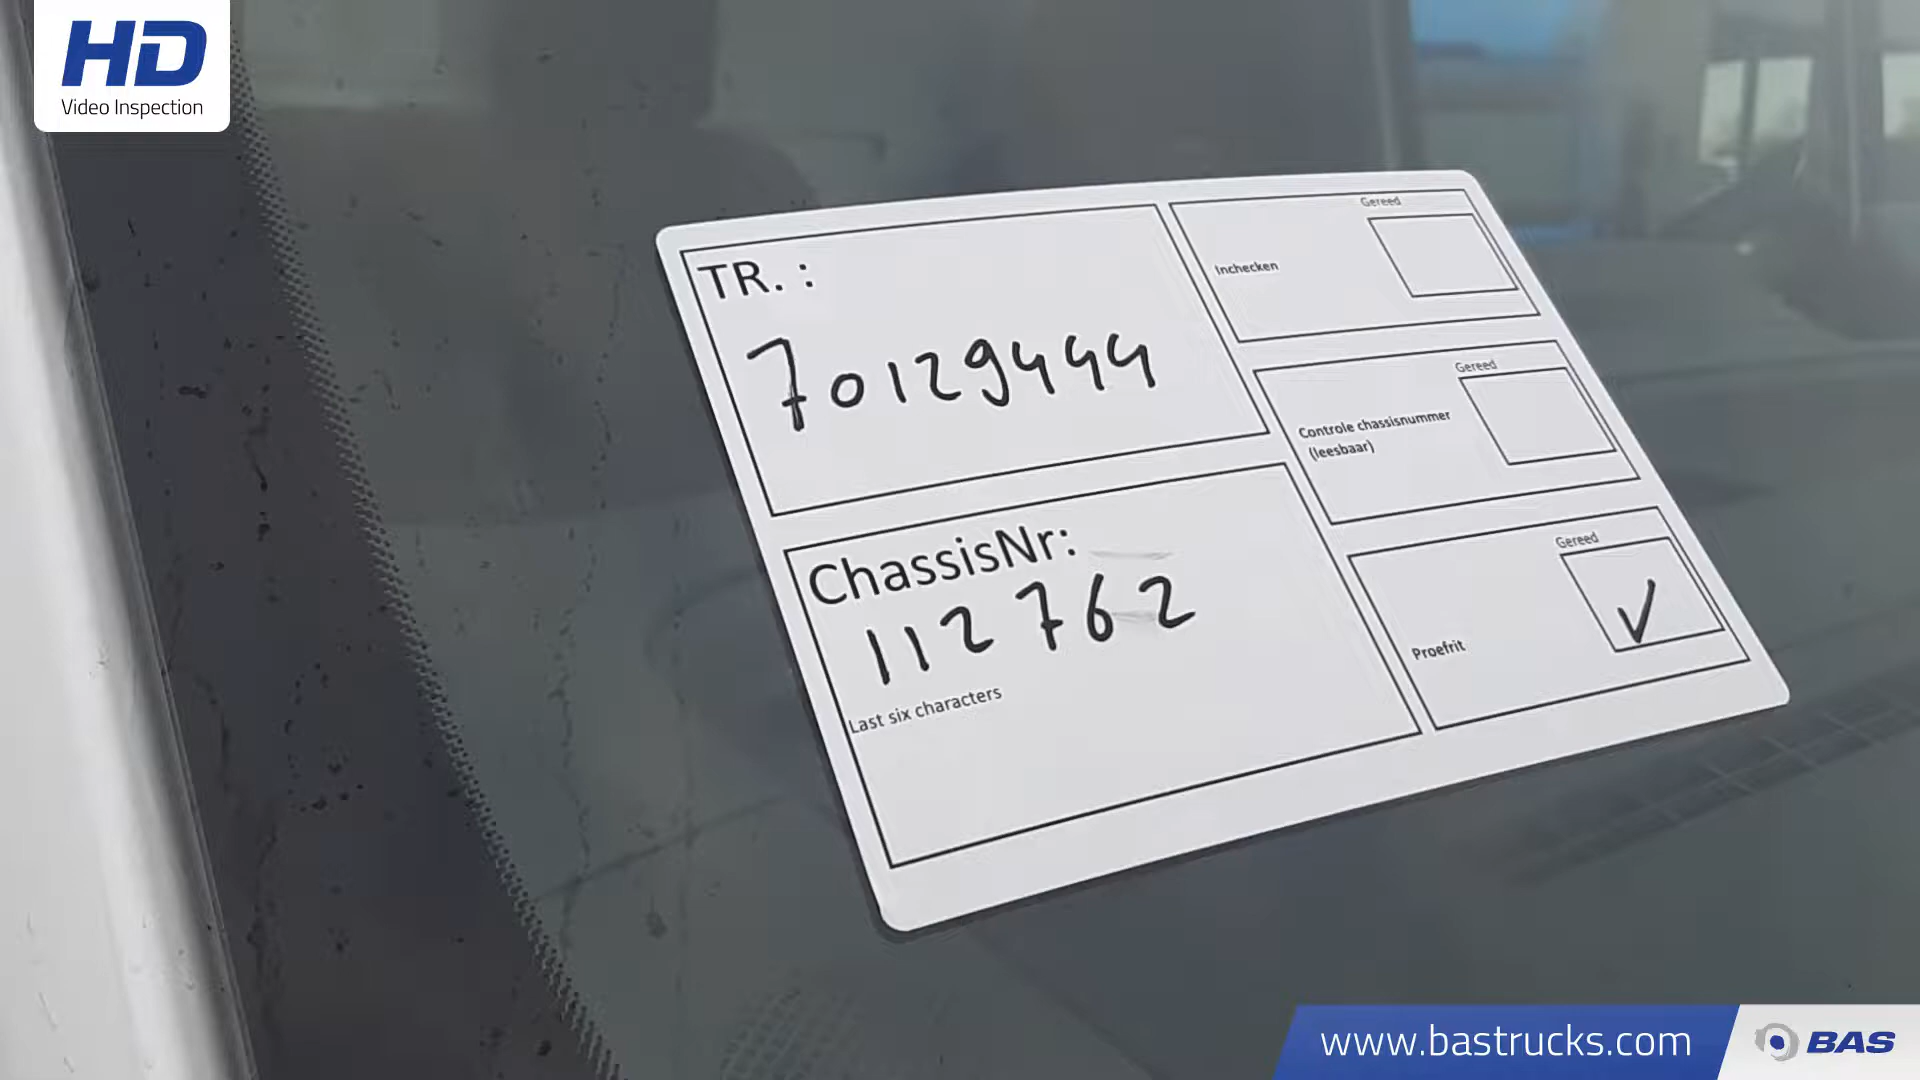 HD
Video Inspection
TR. :
70129444
ChassisNr:
112762
Last six characters
Gereed
Inchecken
Gereed
Controle chassisnummer
(leesbaar)
Gereed
Proefrit
www.bastrucks.com
BAS